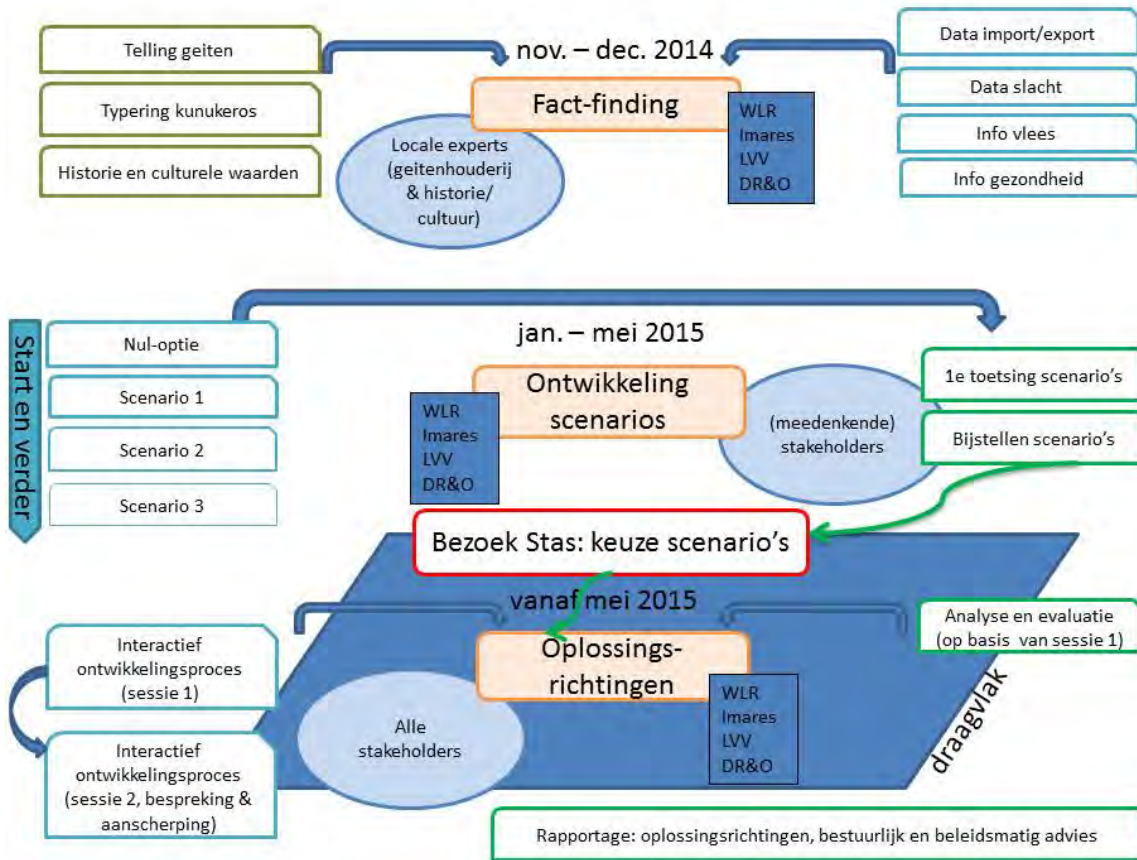 Telling geiten
Typering kunukeros
Historie en culturele waarden
nov. – dec. 2014
Fact-finding
Locale experts
(geitenhouderij
& historie/
cultuur)
WLR
Imares
LVV
DR&O
Data import/export
Data slacht
Info vlees
Info gezondheid
Start en verder
Nul-optie
Scenario 1
Scenario 2
Scenario 3
jan. – mei 2015
Ontwikkeling
scenarios
WLR
Imares
LVV
DR&O
(meedenkende)
stakeholders
1e toetsing scenario's
Bijstellen scenario's
Bezoek Stas: keuze scenario's
vanaf mei 2015
Oplossings-
richtingen
Interactief
ontwikkelingsproces
(sessie 1)
Interactief
ontwikkelingsproces
(sessie 2, bespreking &
aanscherping)
Alle
stakeholders
WLR
Imares
LVV
DR&O
Analyse en evaluatie
(op basis van sessie 1)
draagvlak
Rapportage: oplossingsrichtingen, bestuurlijk en beleidsmatig advies